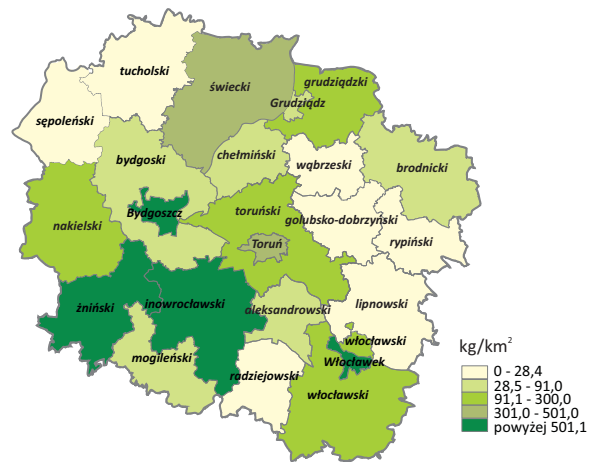 tucholski
świecki
grudziądzki
Grudziądz
sępoleński
bydgoski
chełmiński
wąbrzeski
brodnicki
nakielski
Bydgoszcz
toruński
golubsko-dobrzyński
rypiński
Toruń
żniński
inowrocławski
aleksandrowski
lipnowski
mogileński
włocławski
Włocławek
radziejowski
włocławski
kg/km²
0 - 28,4
28,5 - 91,0
91,1 - 300,0
301,0 - 501,0
powyżej 501,1